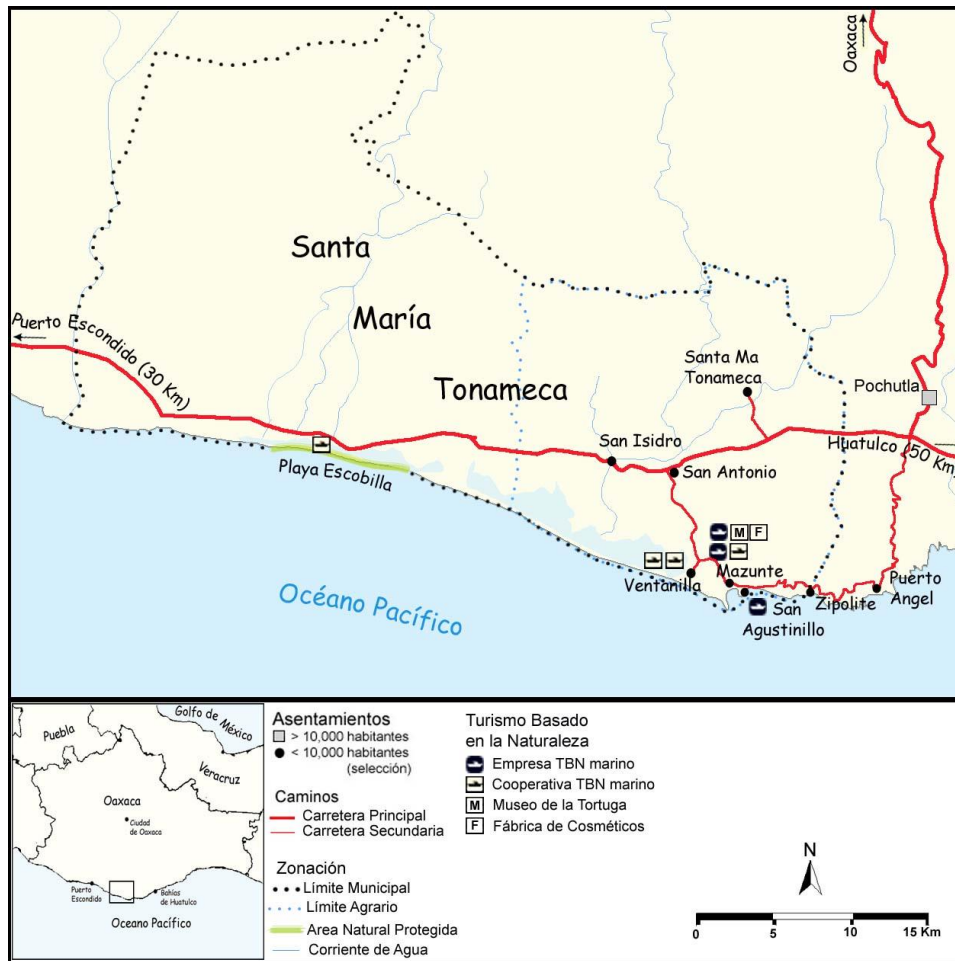 Oaxaca
Santa
María
Tonameca
Puerto Escondido (30 Km)
Santa Ma
Tonameca
Pochutla
San Isidro
Huatulco (50 Km)
San Antonio
Playa Escobilla
M F
Mazunte
Ventanilla
Puerto
Angel
Zipolite
San
Agustinillo
Océano Pacífico
Golfo de México
Puebla
Veracruz
Oaxaca
Ciudad
de Oaxaca
Puerto
Escondido
Bahías
de Huatulco
Oceano Pacífico
Asentamientos
> 10,000 habitantes
< 10,000 habitantes
(selección)
Caminos
Carretera Principal
Carretera Secundaria
Zonación
Límite Municipal
Límite Agrario
Area Natural Protegida
Corriente de Agua
Turismo Basado
en la Naturaleza
Empresa TBN marino
Cooperativa TBN marino
M Museo de la Tortuga
F Fábrica de Cosméticos
N
0 5 10 15 Km